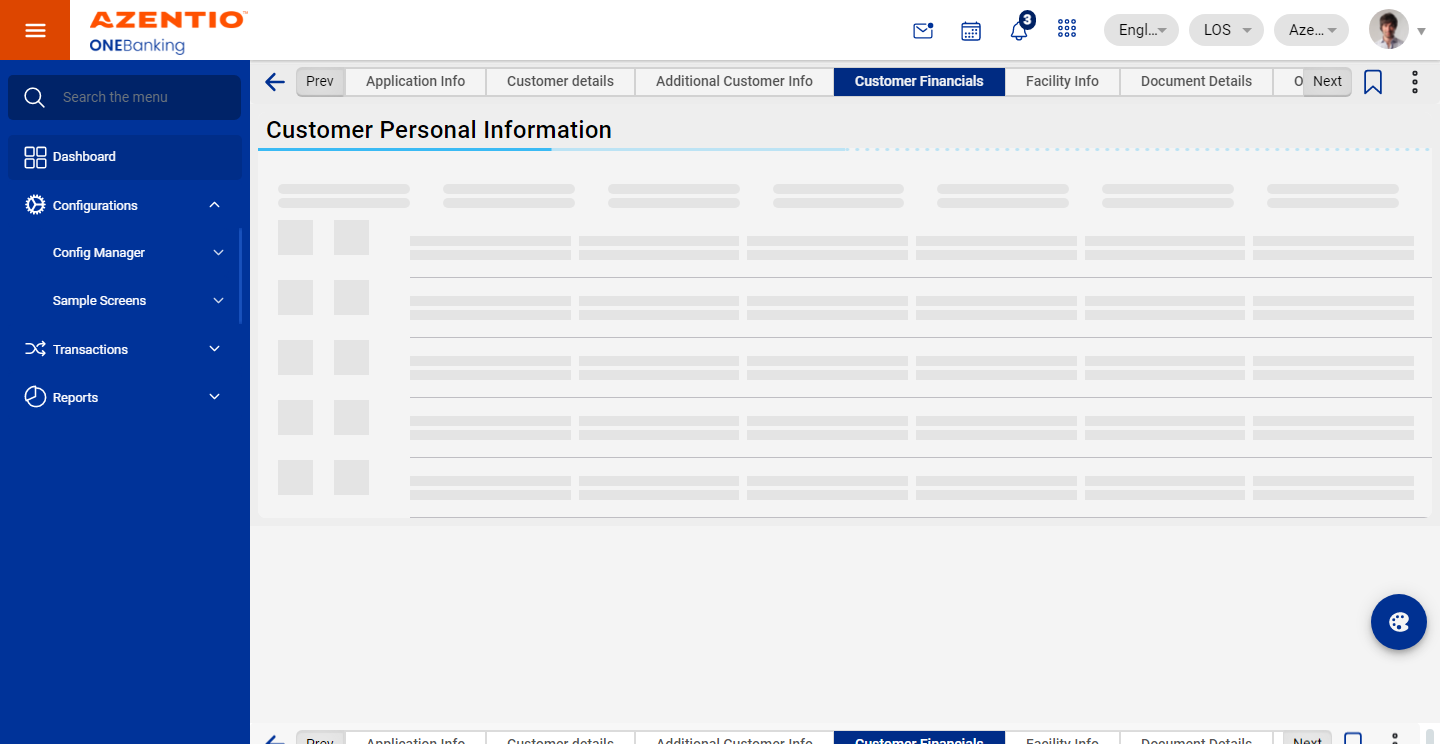 AZENTIO™
ONEBanking
3
Engl...
LOS
Aze...
Search the menu
Dashboard
Configurations
Config Manager
Sample Screens
Transactions
Reports
Prev Application Info Customer details Additional Customer Info Customer Financials Facility Info Document Details O Next
Customer Personal Information
Prev Application Info Customer details Additional Customer Info Customer Financials Facility Info Document Details Next